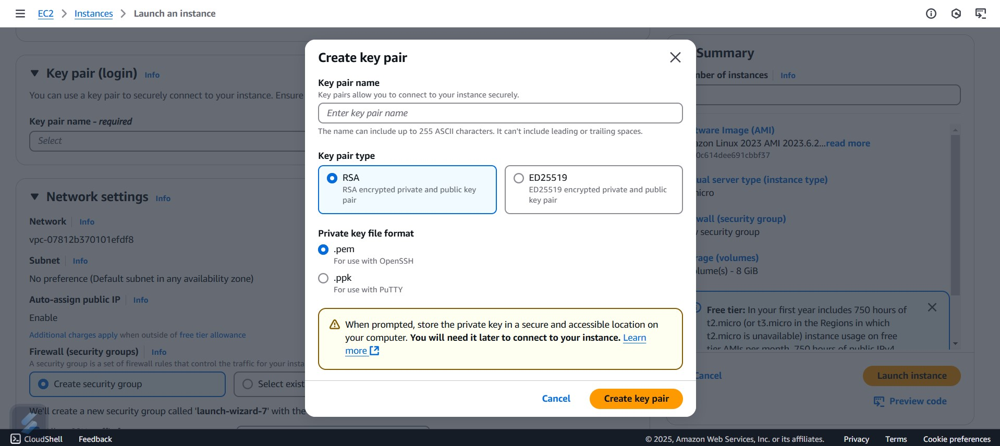 EC2 > Instances > Launch an instance
Key pair (login) Info
You can use a key pair to securely connect to your instance. Ensure
Key pair name - required
Select
Network settings Info
Network Info
vpc-07812b370101efdf8
Subnet Info
No preference (Default subnet in any availability zone)
Auto-assign public IP Info
Enable
Additional charges apply when outside of free tier allowance
Firewall (security groups) Info
A security group is a set of firewall rules that control the traffic for your insta
Create security group
Select exist
We'll create a new security group called 'launch-wizard-7' with the
Create key pair
Key pair name
Key pairs allow you to connect to your instance securely.
Enter key pair name
The name can include up to 255 ASCII characters. It can't include leading or trailing spaces.
Key pair type
RSA
RSA encrypted private and public key
pair
ED25519
ED25519 encrypted private and public
key pair
Private key file format
.pem
For use with OpenSSH
.ppk
For use with PuTTY
When prompted, store the private key in a secure and accessible location on
your computer. You will need it later to connect to your instance. Learn
more
Cancel
Create key pair
Summary
nber of instances Info
tware Image (AMI)
azon Linux 2023 AMI 2023.6.2...read more
0c614dee691cbbf37
ual server type (instance type)
nicro
wall (security group)
security group
rage (volumes)
lume(s) - 8 GiB
Free tier: In your first year includes 750 hours of
t2.micro (or t3.micro in the Regions in which
t2.micro is unavailable) instance usage on free
tier AMIs per month, 750 hours of public IPv4
Cancel
Launch instance
Preview code
CloudShell
Feedback
© 2025, Amazon Web Services, Inc. or its affiliates.
Privacy
Terms
Cookie preferences